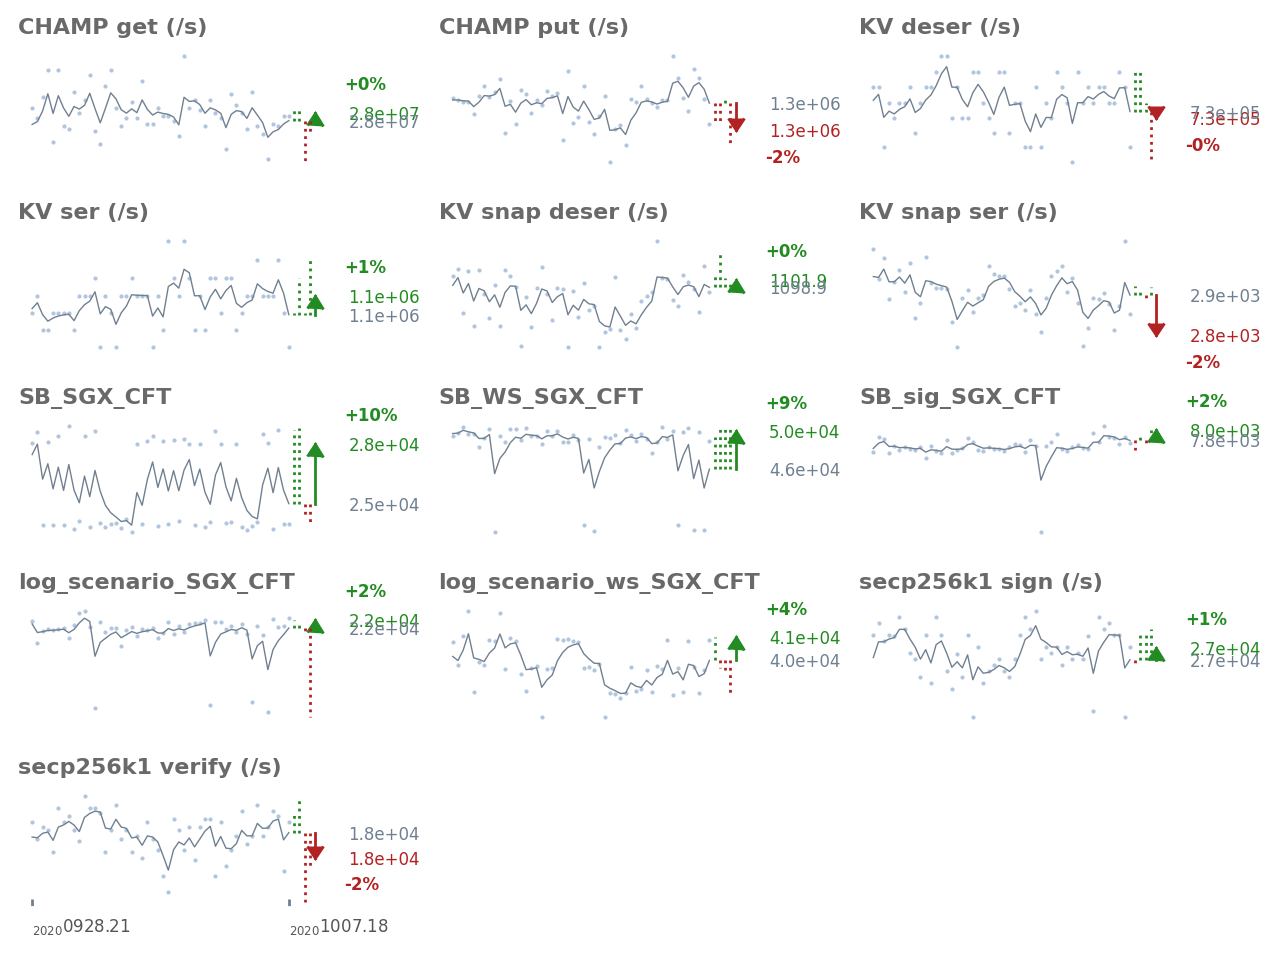 CHAMP get (/s)
+0%
2.8e+07
2.8e+07
CHAMP put (/s)
1.3e+06
1.3e+06
-2%
KV deser (/s)
7.3e+05
7.3e+05
-0%
KV ser (/s)
+1%
1.1e+06
1.1e+06
KV snap deser (/s)
+0%
1101.9
1098.9
KV snap ser (/s)
2.9e+03
2.8e+03
-2%
SB_SGX_CFT
+10%
2.8e+04
2.5e+04
SB_WS_SGX_CFT
+9%
5.0e+04
4.6e+04
SB_sig_SGX_CFT
+2%
8.0e+03
7.8e+03
log_scenario_SGX_CFT
+2%
2.2e+04
2.2e+04
log_scenario_ws_SGX_CFT
+4%
4.1e+04
4.0e+04
secp256k1 sign (/s)
+1%
2.7e+04
2.7e+04
secp256k1 verify (/s)
1.8e+04
1.8e+04
-2%
20200928.21
20201007.18